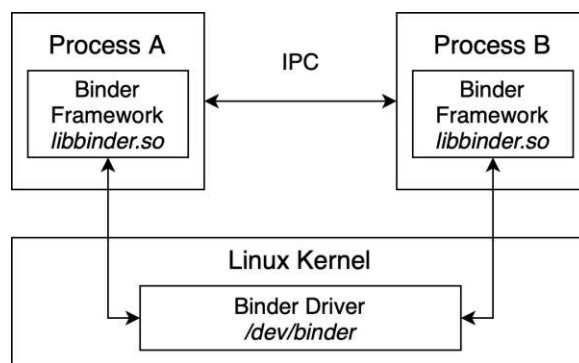 Process A
Binder
Framework
libbinder.so
IPC
Process B
Binder
Framework
libbinder.so
Linux Kernel
Binder Driver
/dev/binder